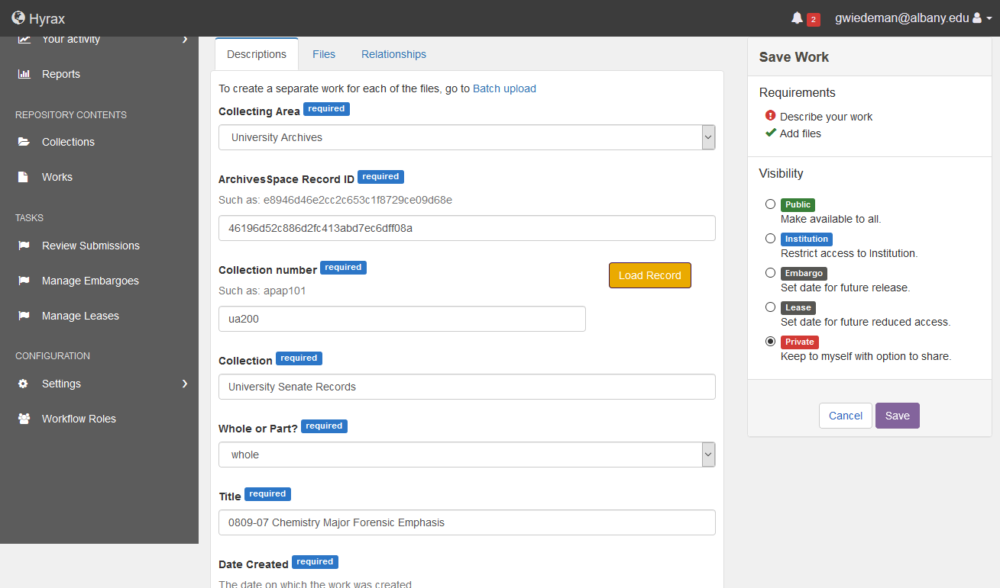 Hyrax
2 gwiedeman@albany.edu
Your activity
Reports
REPOSITORY CONTENTS
Collections
Works
TASKS
Review Submissions
Manage Embargoes
Manage Leases
CONFIGURATION
Settings
Workflow Roles
Descriptions Files Relationships
To create a separate work for each of the files, go to Batch upload
Collecting Area required
University Archives
ArchivesSpace Record ID required
Such as: e8946d46e2cc2c653c1f8729ce09d68e
46196d52c886d2fc413abd7ec6dff08a
Collection number required
Load Record
Such as: apap101
ua200
Collection required
University Senate Records
Whole or Part? required
whole
Title required
0809-07 Chemistry Major Forensic Emphasis
Date Created required
The date on which the work was created
Save Work
Requirements
Describe your work
Add files
Visibility
Public
Make available to all.
Institution
Restrict access to Institution.
Embargo
Set date for future release.
Lease
Set date for future reduced access.
Private
Keep to myself with option to share.
Cancel Save